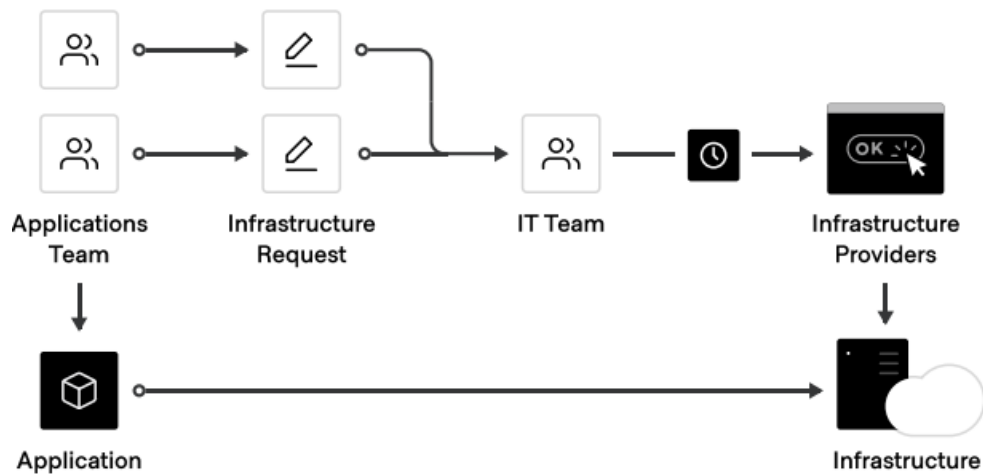 OK
Applications
Team
Infrastructure
Request
IT Team
Infrastructure
Providers
Application
Infrastructure